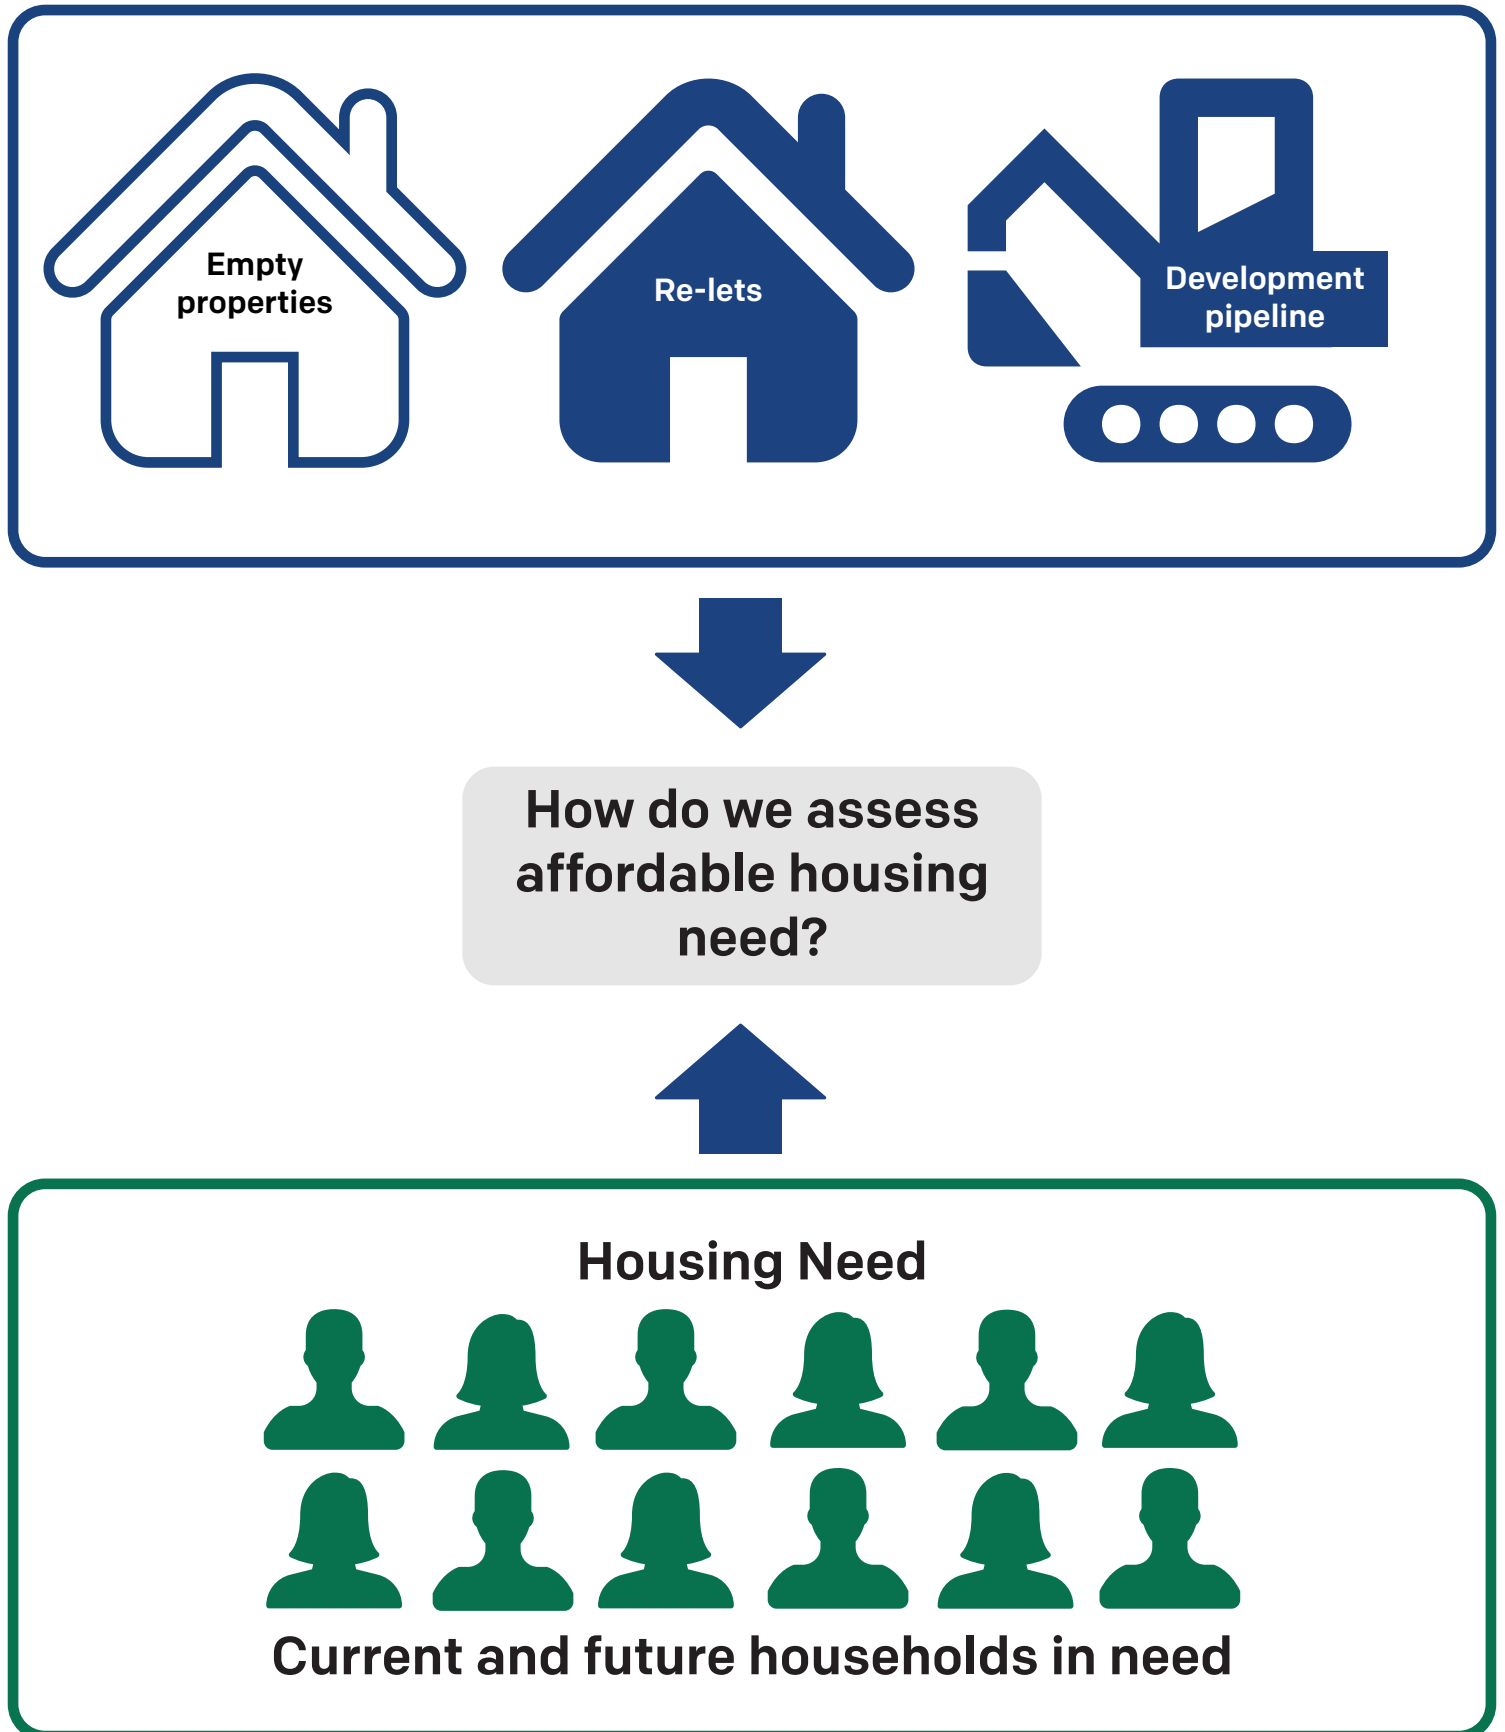 Empty
properties
Re-lets
Development
pipeline
How do we assess
affordable housing
need?
Housing Need
Current and future households in need